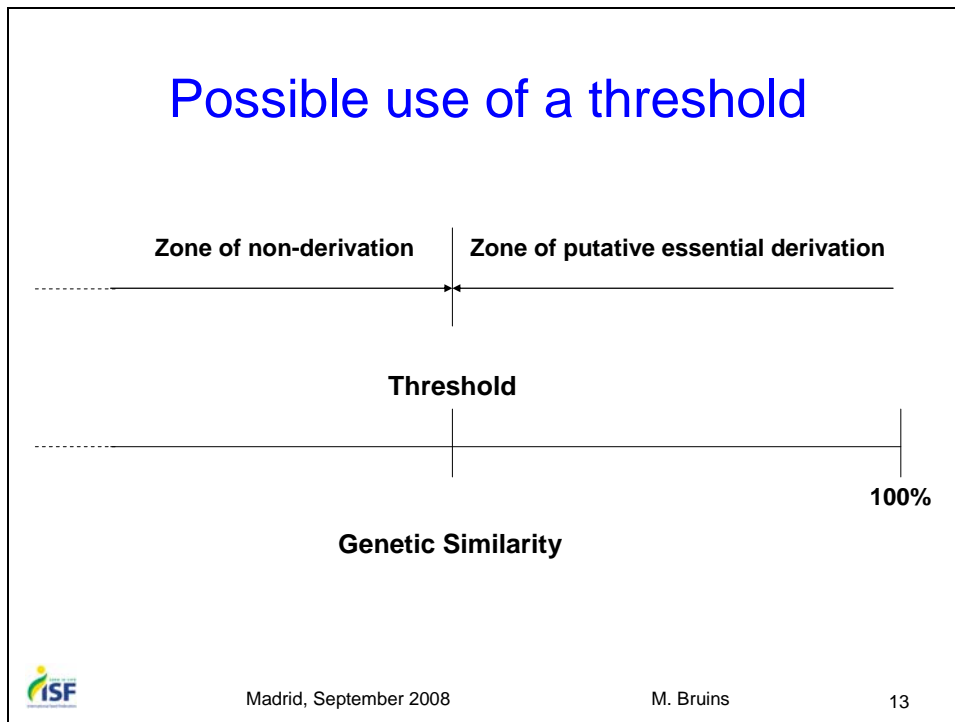 Possible use of a threshold
Zone of non-derivation
Zone of putative essential derivation
Threshold
100%
Genetic Similarity
ISF
Madrid, September 2008
M. Bruins
13